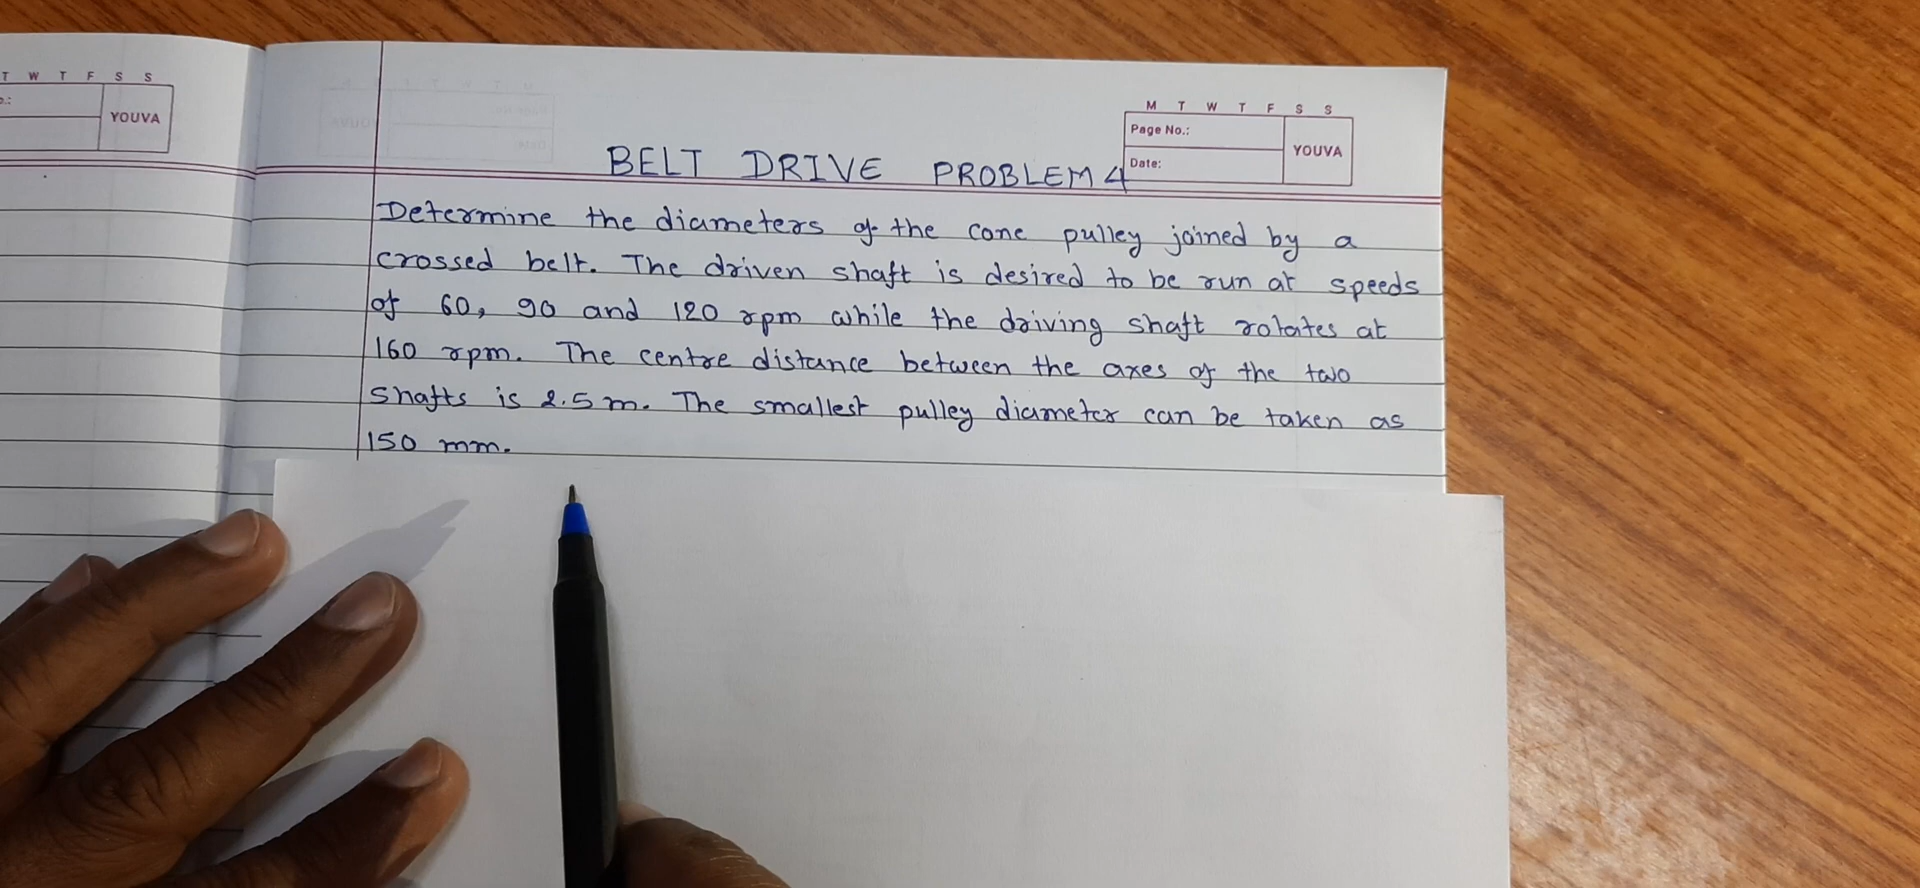 T W T F S S
o.:
YOUVA
M T W T F S S
Page No.:
YOUVA
Date:
BELT DRIVE PROBLEM 4
Determine the diameters of the cone pulley joined by a
crossed belt. The driven shaft is desired to be run at speeds
of 60, 90 and 120 rpm while the driving shaft rotates at
160 rpm. The centre distance between the axes of the two
shafts is 2.5 m. The smallest pulley diameter can be taken as
150 mm.